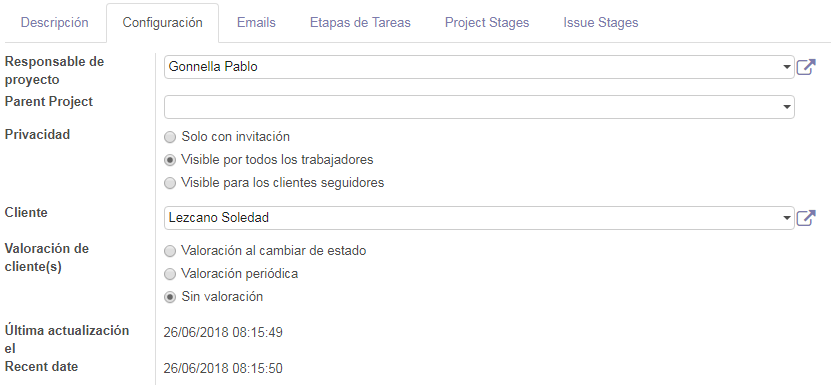 Descripción Configuración Emails Etapas de Tareas Project Stages Issue Stages
Responsable de proyecto
Gonnella Pablo
Parent Project
Privacidad
Solo con invitación
Visible por todos los trabajadores
Visible para los clientes seguidores
Cliente
Lezcano Soledad
Valoración de cliente(s)
Valoración al cambiar de estado
Valoración periódica
Sin valoración
Última actualización el
26/06/2018 08:15:49
Recent date
26/06/2018 08:15:50